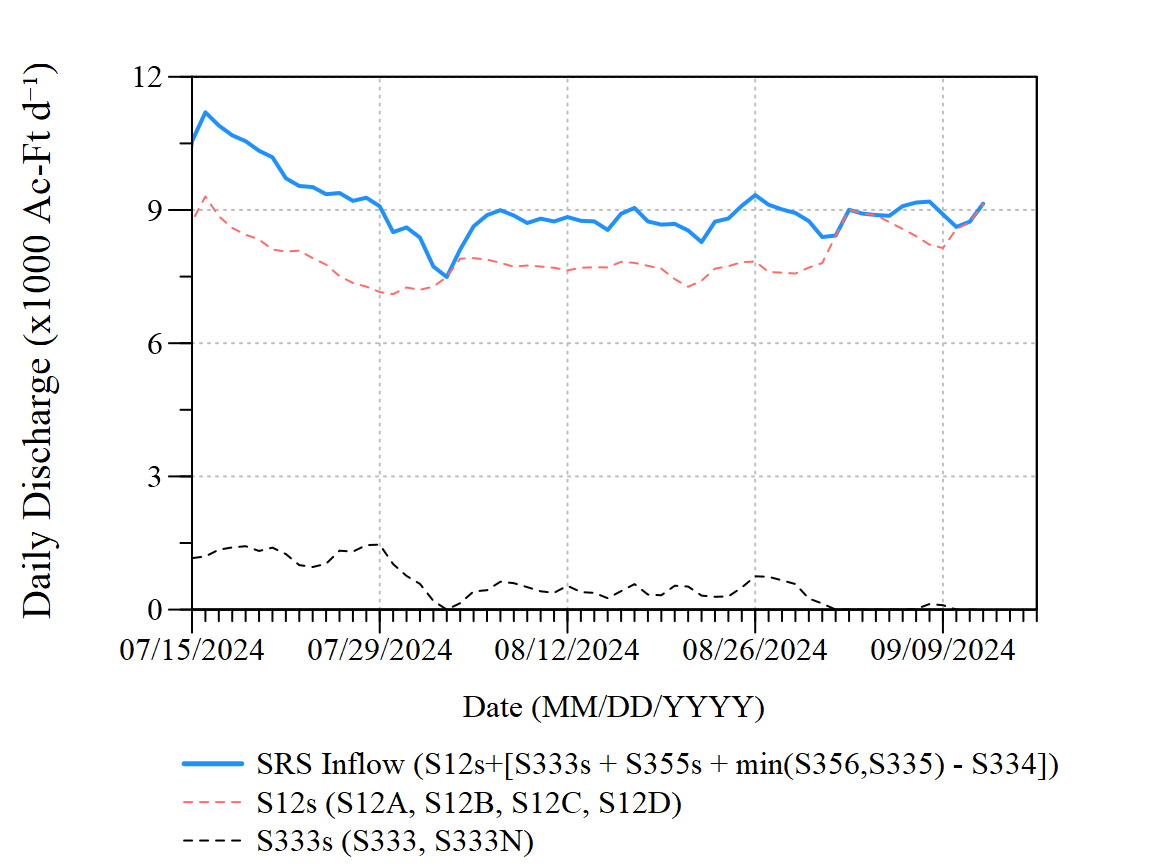 Daily Discharge (x1000 Ac-Ft d⁻¹)
12
9
6
3
0
07/15/2024 07/29/2024 08/12/2024 08/26/2024 09/09/2024
Date (MM/DD/YYYY)
SRS Inflow (S12s+[S333s + S355s + min(S356,S335) - S334])
S12s (S12A, S12B, S12C, S12D)
S333s (S333, S333N)